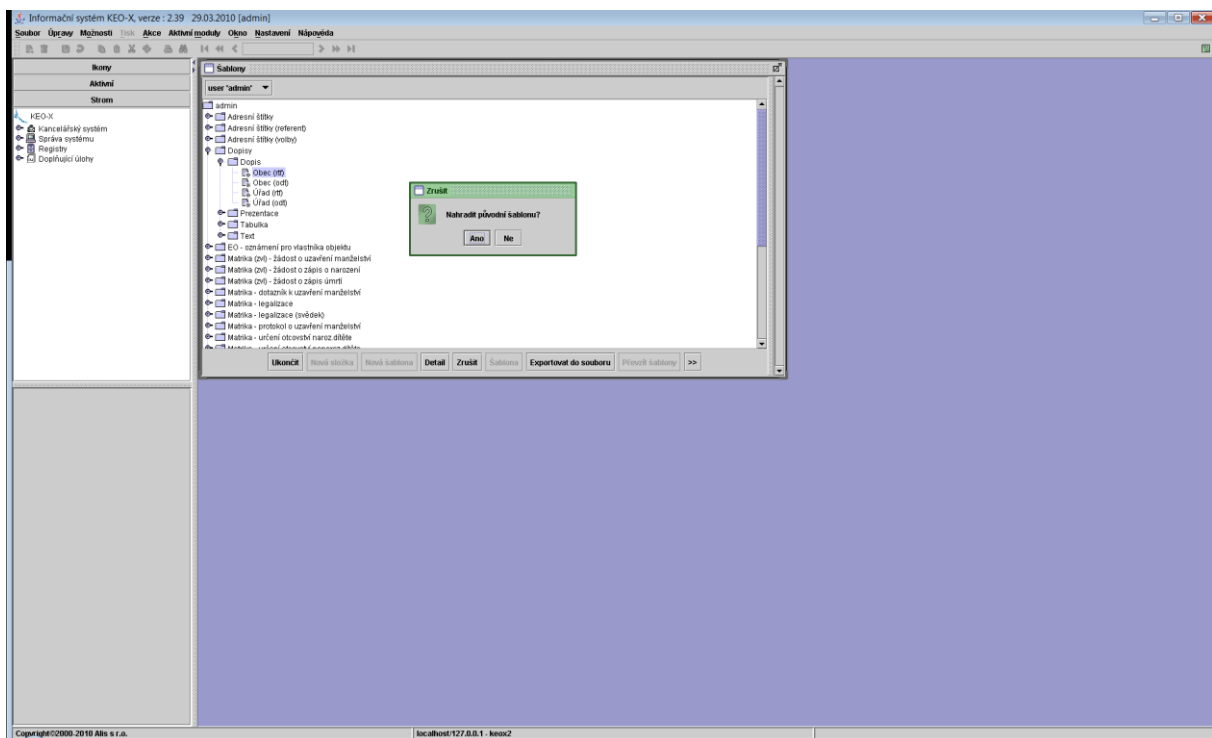 Informační systém KEO-X, verze : 2.39 29.03.2010 [admin]
Soubor Úpravy Možnosti Tisk Akce Aktivní moduly Okno Nastavení Nápověda
Ikony
Aktivní
Strom
KEO-X
Kancelářský systém
Správa systému
Registry
Doplňující úlohy
Šablony
user 'admin'
admin
Adresní štítky
Adresní štítky (referent)
Adresní štítky (volby)
Dopisy
Dopis
Obec (rtf)
Obec (odt)
Úřad (rtf)
Úřad (odt)
Prezentace
Tabulka
Text
EO - oznámení pro vlastníka objektu
Matrika (zvl) - žádost o uzavření manželství
Matrika (zvl) - žádost o zápis o narození
Matrika (zvl) - žádost o zápis úmrtí
Matrika - dotazník k uzavření manželství
Matrika - legalizace
Matrika - legalizace (svědek)
Matrika - protokol o uzavření manželství
Matrika - určení otcovství naroz.dítěte
Matrika - určení otcovství nenaroz.dítěte
Zrušit
Nahradit původní šablonu?
Ano Ne
Ukončit Nová složka Nová šablona Detail Zrušit Šablona Exportovat do souboru Převzít šablony >>
Copyright©2000-2010 Alis s r.o. localhost/127.0.0.1 - keox2